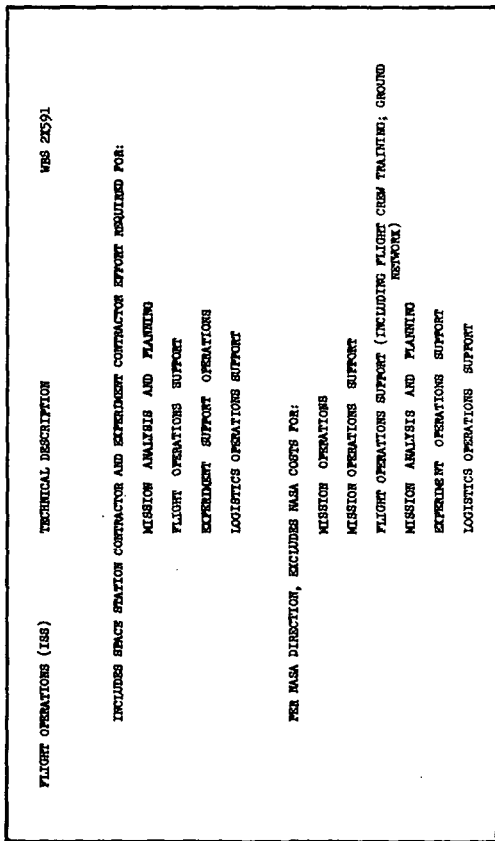 FLIGHT OPERATIONS (ISS) TECHNICAL DESCRIPTION WBS 2X591
INCLUDES SPACE STATION CONTRACTOR AND EXPERIMENT CONTRACTOR EFFORT REQUIRED FOR:
MISSION ANALYSIS AND PLANNING
FLIGHT OPERATIONS SUPPORT
EXPERIMENT SUPPORT OPERATIONS
LOGISTICS OPERATIONS SUPPORT
PER NASA DIRECTION, EXCLUDES NASA COSTS FOR:
MISSION OPERATIONS
MISSION OPERATIONS SUPPORT
FLIGHT OPERATIONS SUPPORT (INCLUDING FLIGHT CREW TRAINING; GROUND
NETWORK)
MISSION ANALYSIS AND PLANNING
EXPERIMENT OPERATIONS SUPPORT
LOGISTICS OPERATIONS SUPPORT